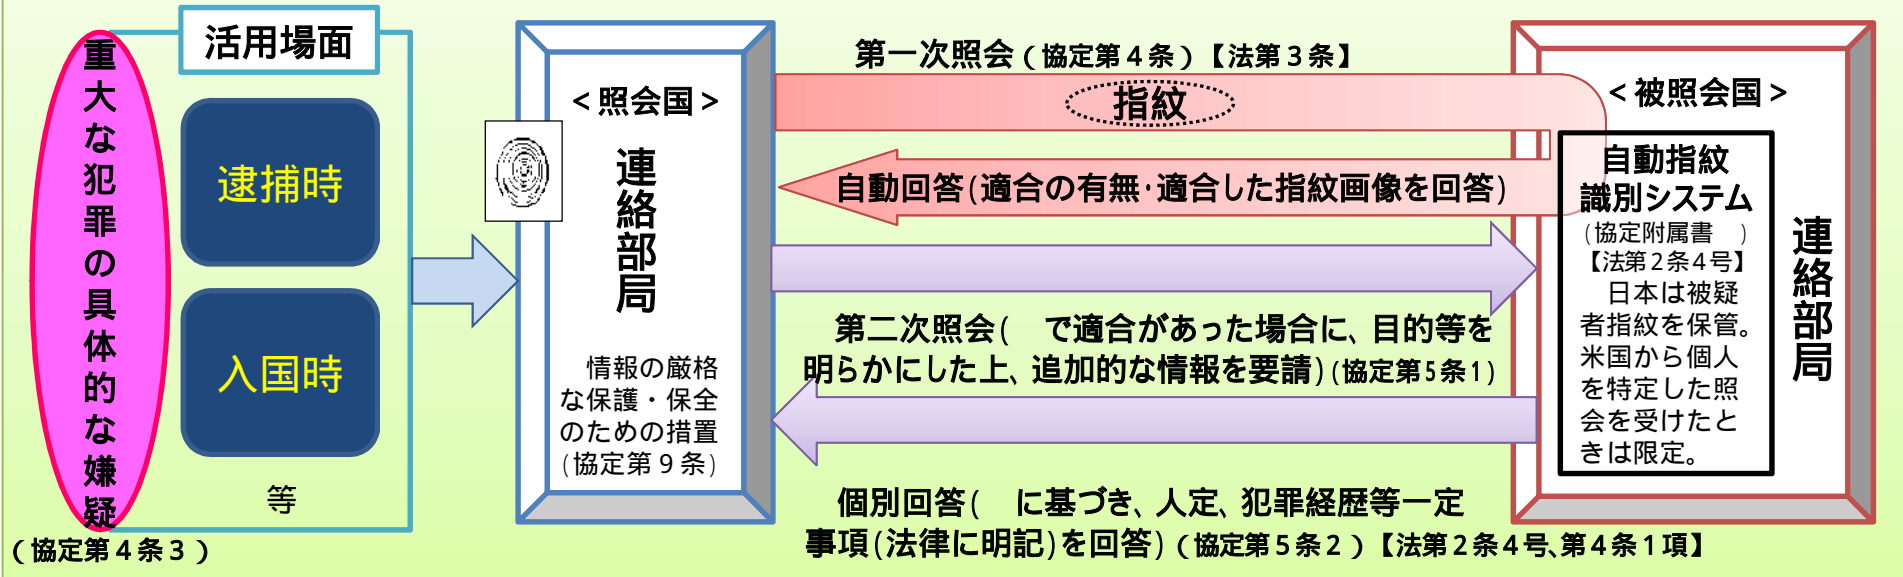 重大な犯罪の具体的な嫌疑
(協定第4条3)
活用場面
逮捕時
入国時
等
<照会国>
連絡部局
情報の厳格
な保護・保全
のための措置
(協定第9条)
第一次照会(協定第4条)【法第3条】
指紋
自動回答(適合の有無・適合した指紋画像を回答)
第二次照会(　で適合があった場合に、目的等を
明らかにした上、追加的な情報を要請)(協定第5条1)
個別回答(　に基づき、人定、犯罪経歴等一定
事項(法律に明記)を回答)(協定第5条2)【法第2条4号、第4条1項】
<被照会国>
自動指紋
識別システム
(協定附属書　)
【法第2条4号】
日本は被疑
者指紋を保管。
米国から個人
を特定した照
会を受けたと
きは限定。
連絡部局